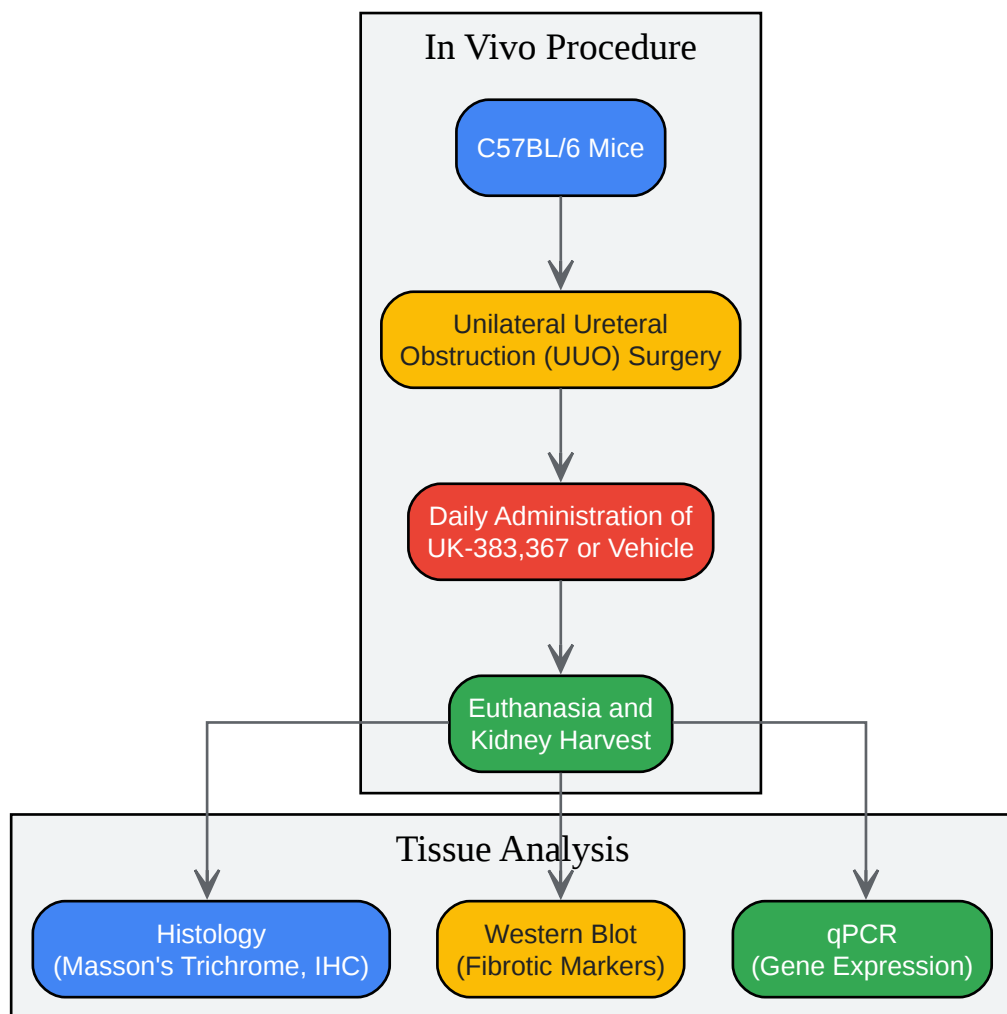 In Vivo Procedure
C57BL/6 Mice
Unilateral Ureteral
Obstruction (UUO) Surgery
Daily Administration of
UK-383,367 or Vehicle
Euthanasia and
Kidney Harvest
Tissue Analysis
Histology
(Masson's Trichrome, IHC)
Western Blot
(Fibrotic Markers)
qPCR
(Gene Expression)